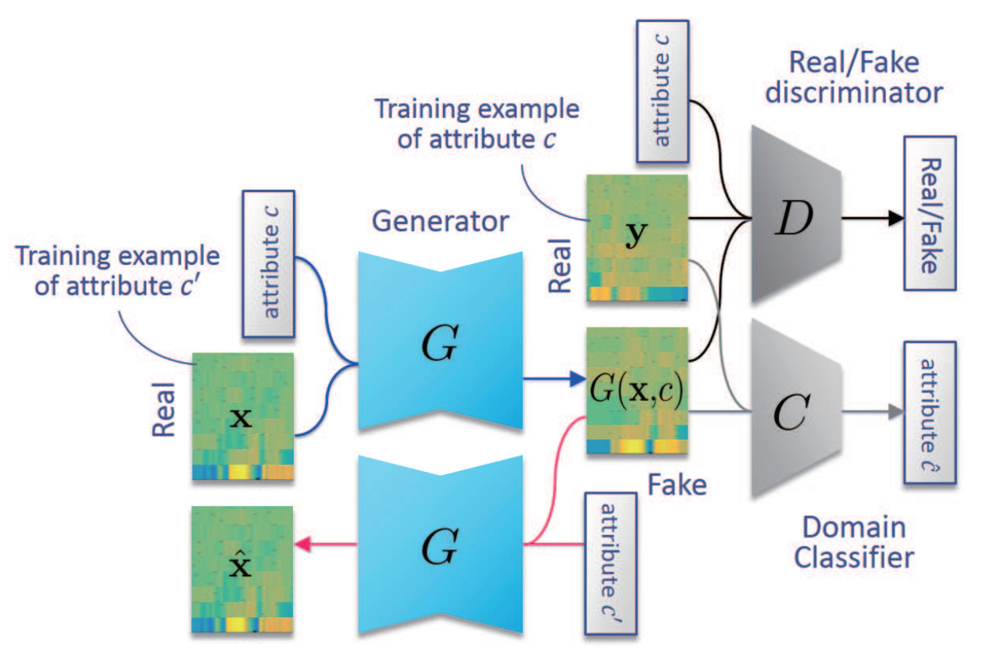 attribute c
Real/Fake
discriminator
Training example
of attribute c
D
Real/Fake
y
Real
Generator
attribute c
Training example
of attribute c′
G
G(x,c)
C
attribute ĉ
Real
x
Fake
G
attribute c′
x̂
Domain
Classifier